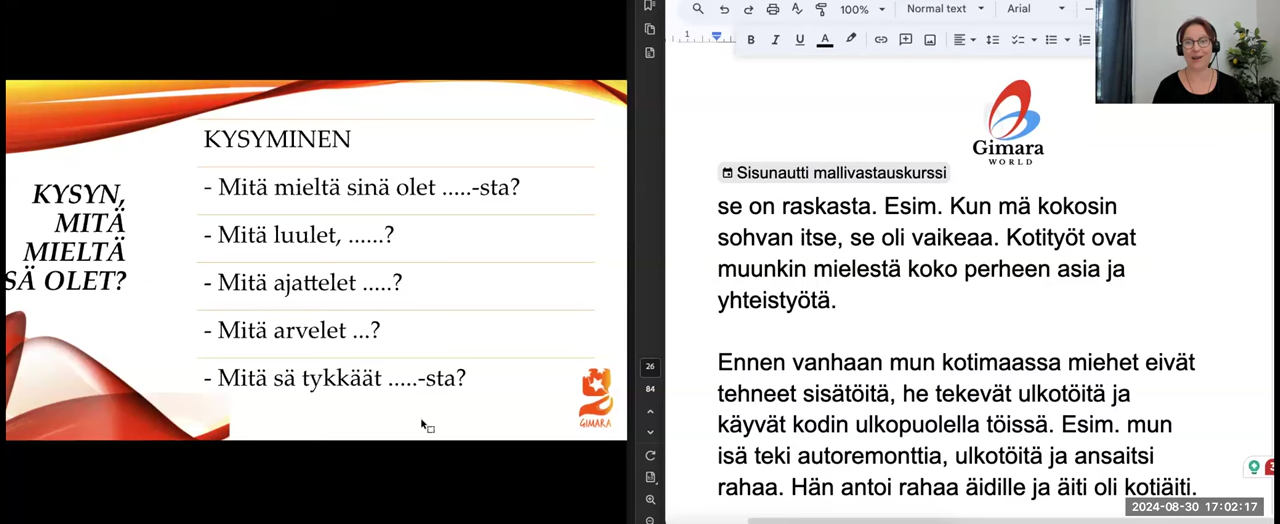 KYSYN,
MITÄ
MIELTÄ
SÄ OLET?
KYSYMINEN
- Mitä mieltä sinä olet .....-sta?
- Mitä luulet, ......?
- Mitä ajattelet .....?
- Mitä arvelet ...?
- Mitä sä tykkäät .....-sta?
GIMARA
26
84
100%
Normal text
Arial
B I U A
1
Gimara
WORLD
Sisunautti mallivastauskurssi
se on raskasta. Esim. Kun mä kokosin
sohvan itse, se oli vaikeaa. Kotityöt ovat
muunkin mielestä koko perheen asia ja
yhteistyötä.
Ennen vanhaan mun kotimaassa miehet eivät
tehneet sisätöitä, he tekevät ulkotöitä ja
käyvät kodin ulkopuolella töissä. Esim. mun
isä teki autoremonttia, ulkotöitä ja ansaitsi
rahaa. Hän antoi rahaa äidille ja äiti oli kotiäiti.
2024-08-30 17:02:17